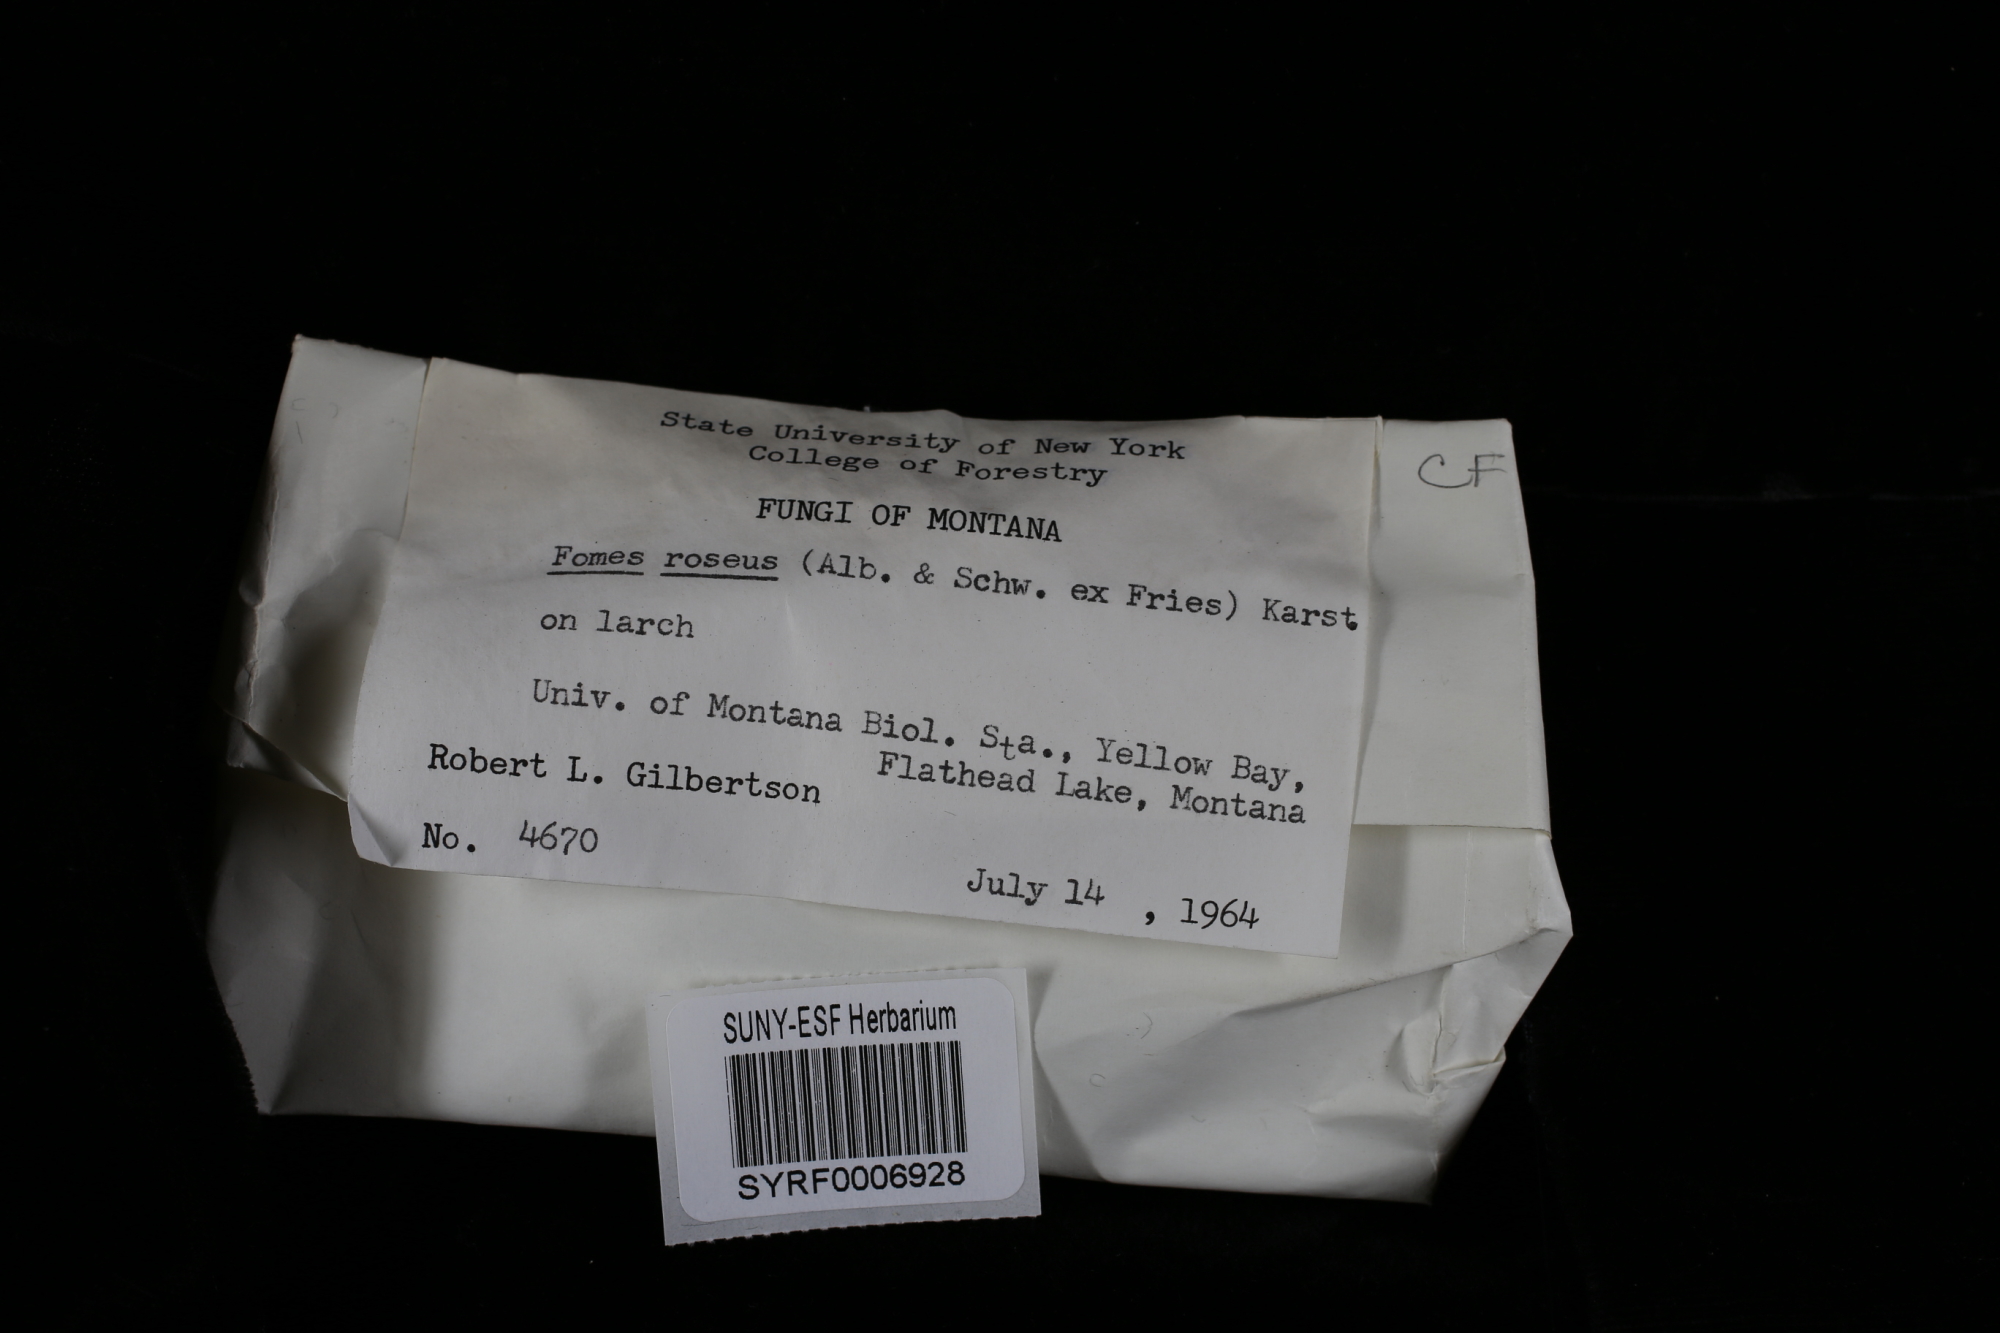 State University of New York
College of Forestry
CF
FUNGI OF MONTANA
Fomes roseus (Alb. & Schw. ex Fries) Karst.
on larch
Univ. of Montana Biol. Sta., Yellow Bay,
Flathead Lake, Montana
Robert L. Gilbertson
No. 4670
July 14 , 1964
SUNY-ESF Herbarium
SYRF0006928